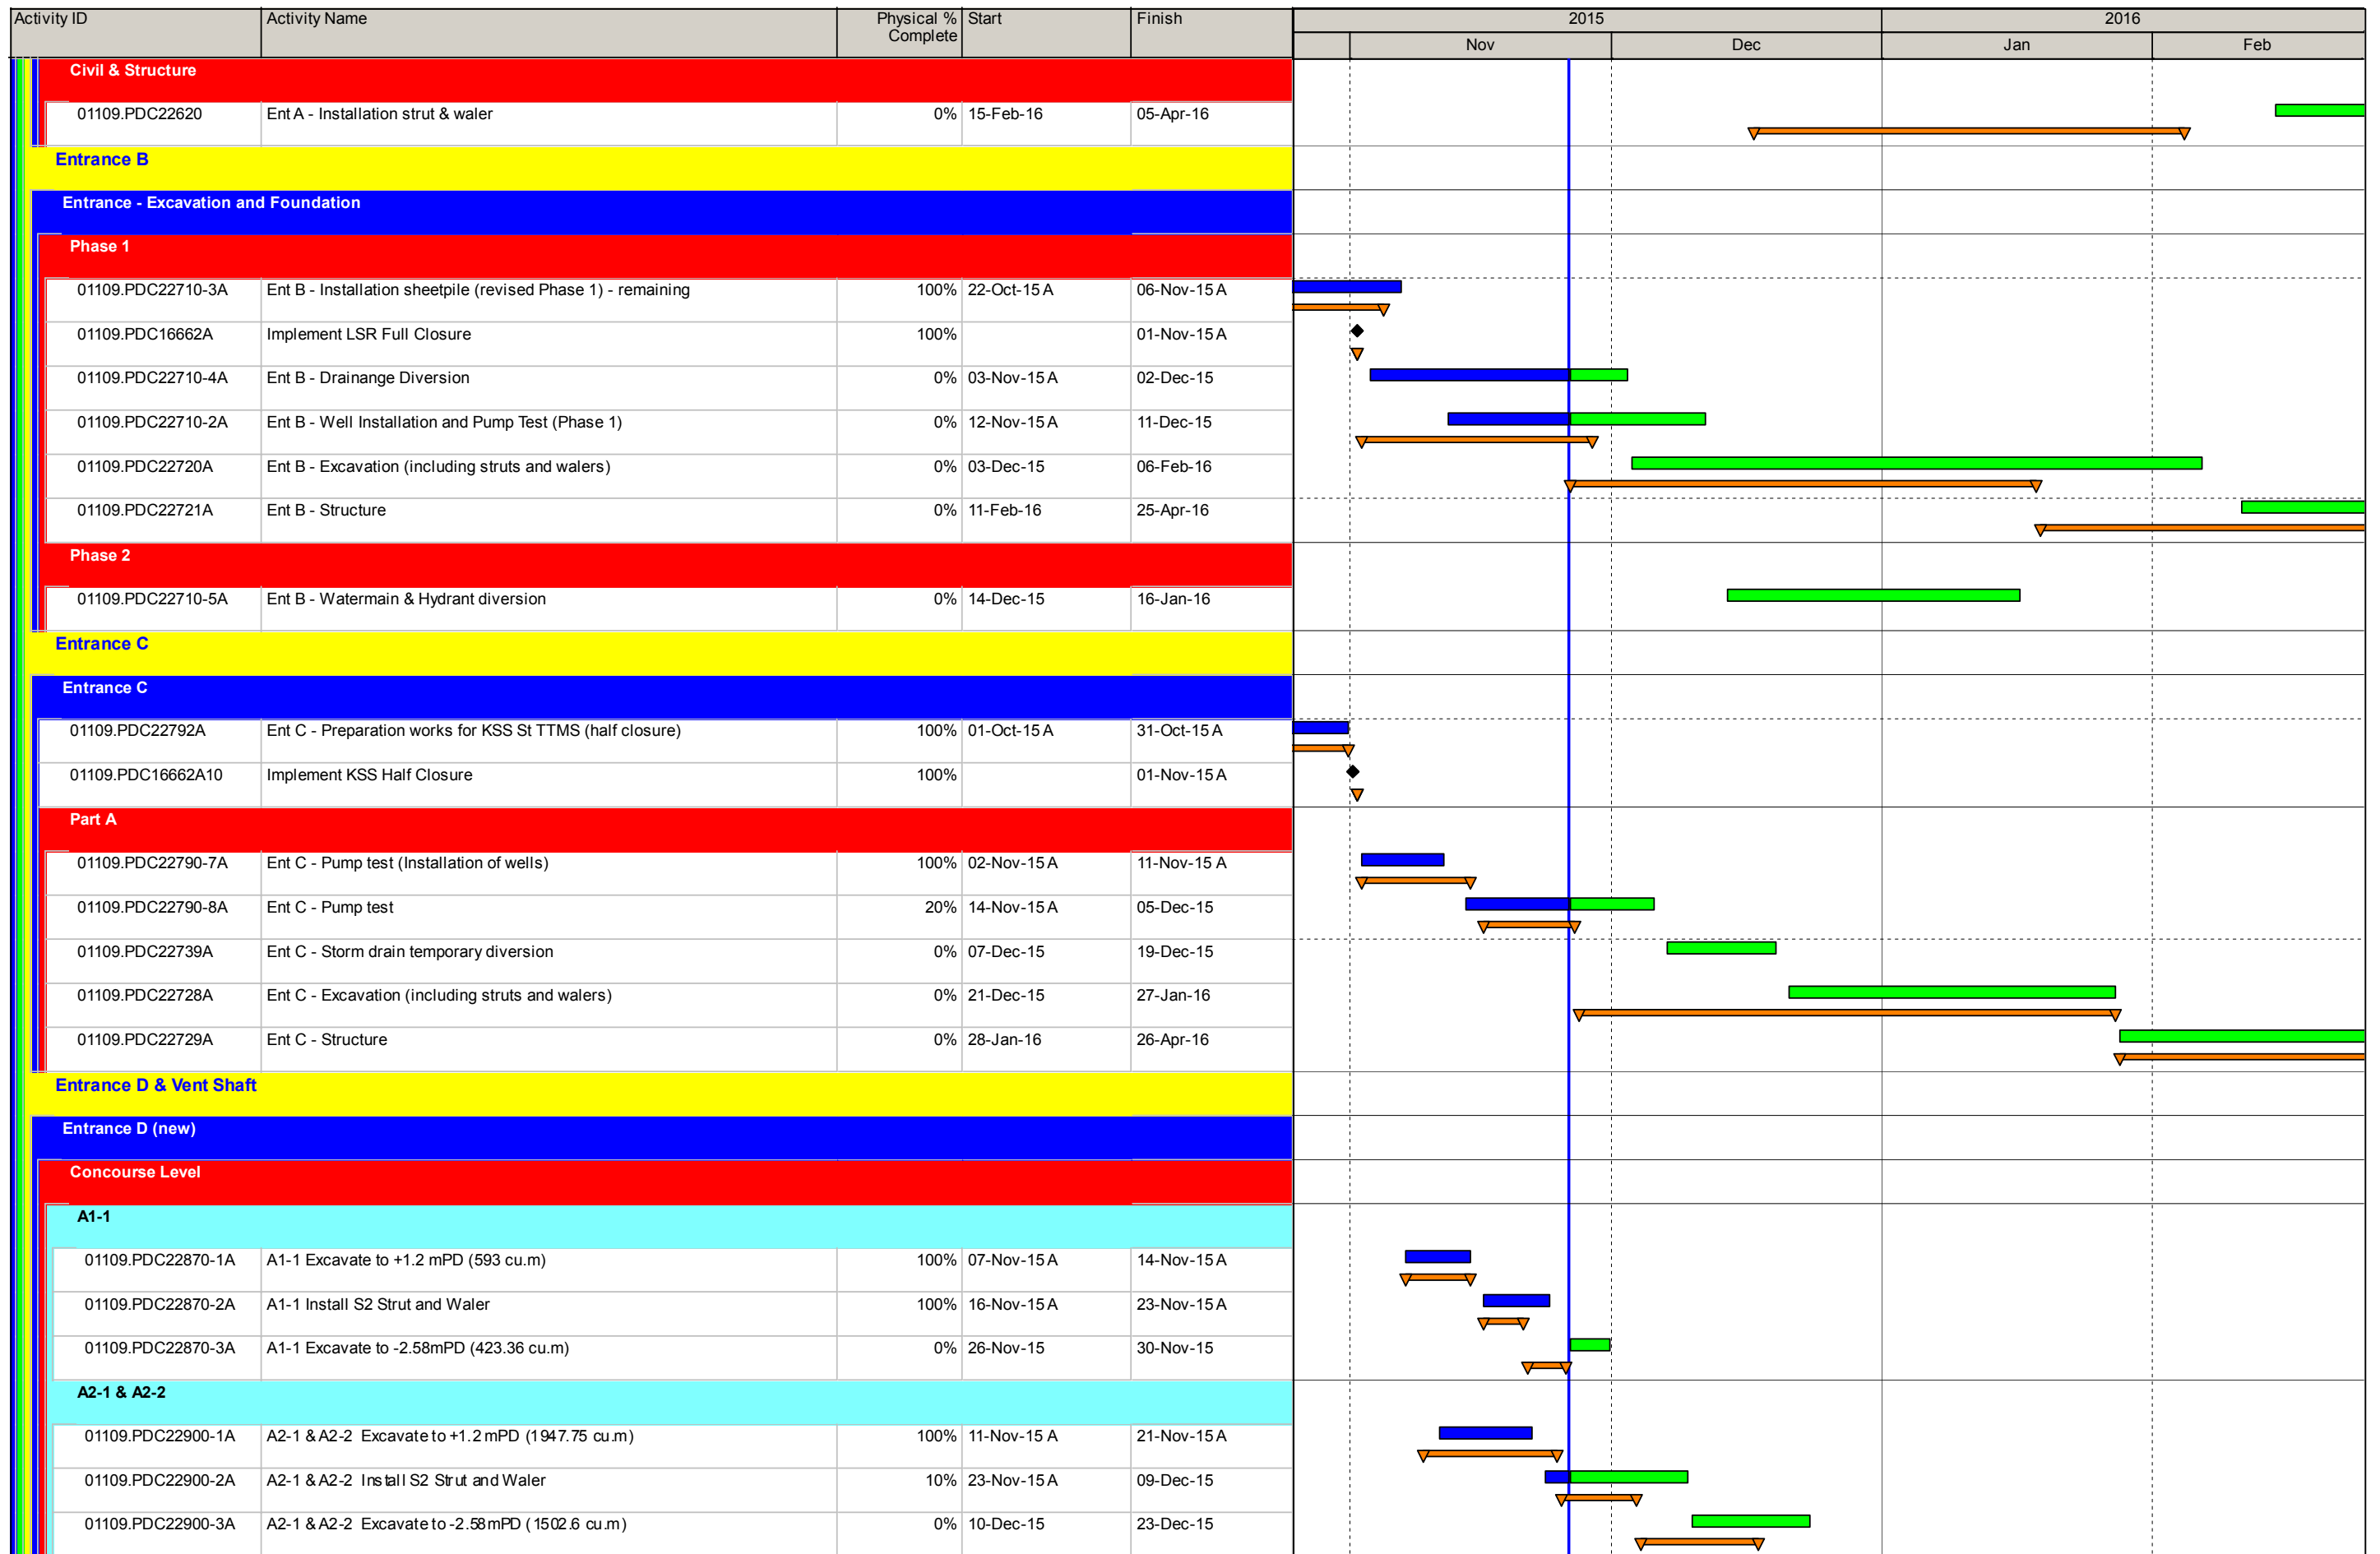 Activity ID Activity Name Physical % Complete Start Finish 2015 2016
Nov Dec Jan Feb
Civil & Structure
01109.PDC22620 Ent A - Installation strut & waler 0% 15-Feb-16 05-Apr-16
Entrance B
Entrance - Excavation and Foundation
Phase 1
01109.PDC22710-3A Ent B - Installation sheetpile (revised Phase 1) - remaining 100% 22-Oct-15 A 06-Nov-15 A
01109.PDC16662A Implement LSR Full Closure 100% 01-Nov-15 A
01109.PDC22710-4A Ent B - Drainange Diversion 0% 03-Nov-15 A 02-Dec-15
01109.PDC22710-2A Ent B - Well Installation and Pump Test (Phase 1) 0% 12-Nov-15 A 11-Dec-15
01109.PDC22720A Ent B - Excavation (including struts and walers) 0% 03-Dec-15 06-Feb-16
01109.PDC22721A Ent B - Structure 0% 11-Feb-16 25-Apr-16
Phase 2
01109.PDC22710-5A Ent B - Watermain & Hydrant diversion 0% 14-Dec-15 16-Jan-16
Entrance C
Entrance C
01109.PDC22792A Ent C - Preparation works for KSS St TTMS (half closure) 100% 01-Oct-15 A 31-Oct-15 A
01109.PDC16662A10 Implement KSS Half Closure 100% 01-Nov-15 A
Part A
01109.PDC22790-7A Ent C - Pump test (Installation of wells) 100% 02-Nov-15 A 11-Nov-15 A
01109.PDC22790-8A Ent C - Pump test 20% 14-Nov-15 A 05-Dec-15
01109.PDC22739A Ent C - Storm drain temporary diversion 0% 07-Dec-15 19-Dec-15
01109.PDC22728A Ent C - Excavation (including struts and walers) 0% 21-Dec-15 27-Jan-16
01109.PDC22729A Ent C - Structure 0% 28-Jan-16 26-Apr-16
Entrance D & Vent Shaft
Entrance D (new)
Concourse Level
A1-1
01109.PDC22870-1A A1-1 Excavate to +1.2 mPD (593 cu.m) 100% 07-Nov-15 A 14-Nov-15 A
01109.PDC22870-2A A1-1 Install S2 Strut and Waler 100% 16-Nov-15 A 23-Nov-15 A
01109.PDC22870-3A A1-1 Excavate to -2.58mPD (423.36 cu.m) 0% 26-Nov-15 30-Nov-15
A2-1 & A2-2
01109.PDC22900-1A A2-1 & A2-2 Excavate to +1.2 mPD (1947.75 cu.m) 100% 11-Nov-15 A 21-Nov-15 A
01109.PDC22900-2A A2-1 & A2-2 Install S2 Strut and Waler 10% 23-Nov-15 A 09-Dec-15
01109.PDC22900-3A A2-1 & A2-2 Excavate to -2.58mPD (1502.6 cu.m) 0% 10-Dec-15 23-Dec-15